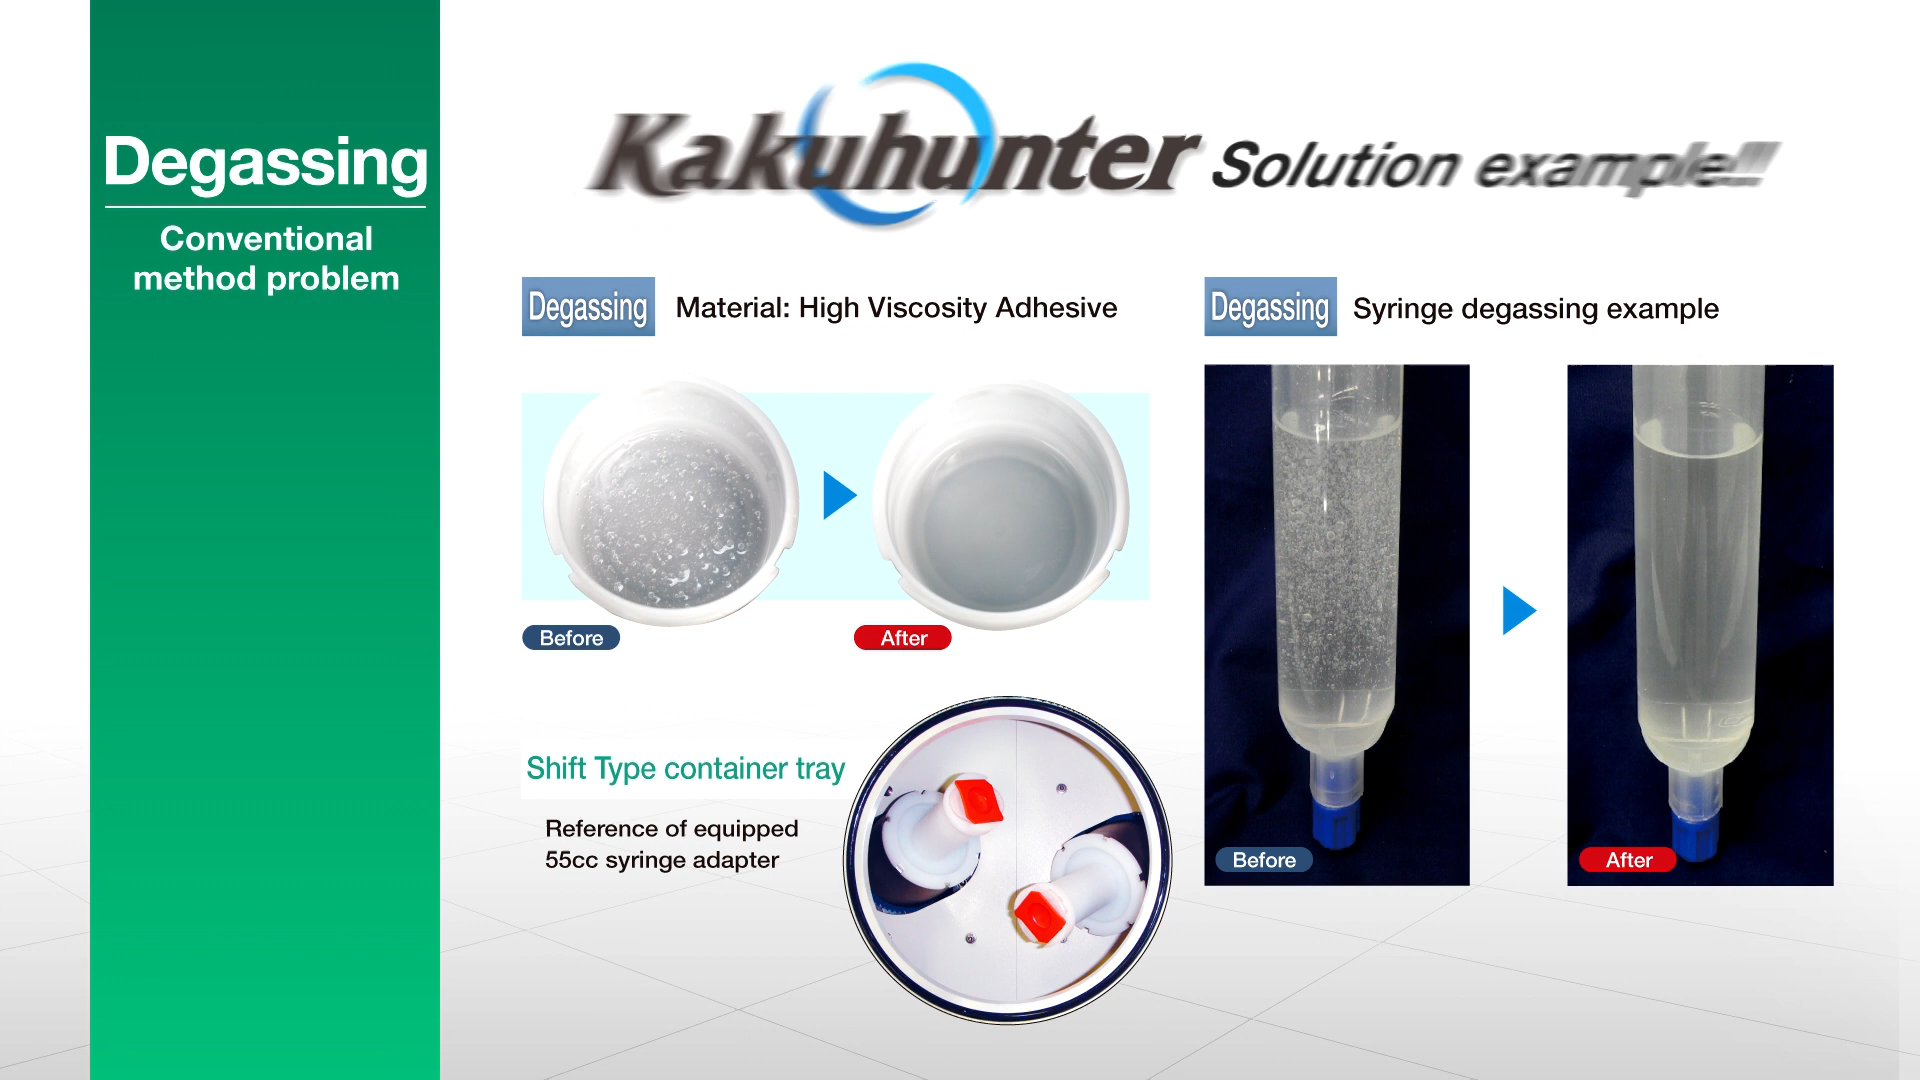 Degassing
Conventional
method problem
Kakuhunter Solution example!!!
Degassing Material: High Viscosity Adhesive
Before
After
Shift Type container tray
Reference of equipped
55cc syringe adapter
Degassing Syringe degassing example
Before
After